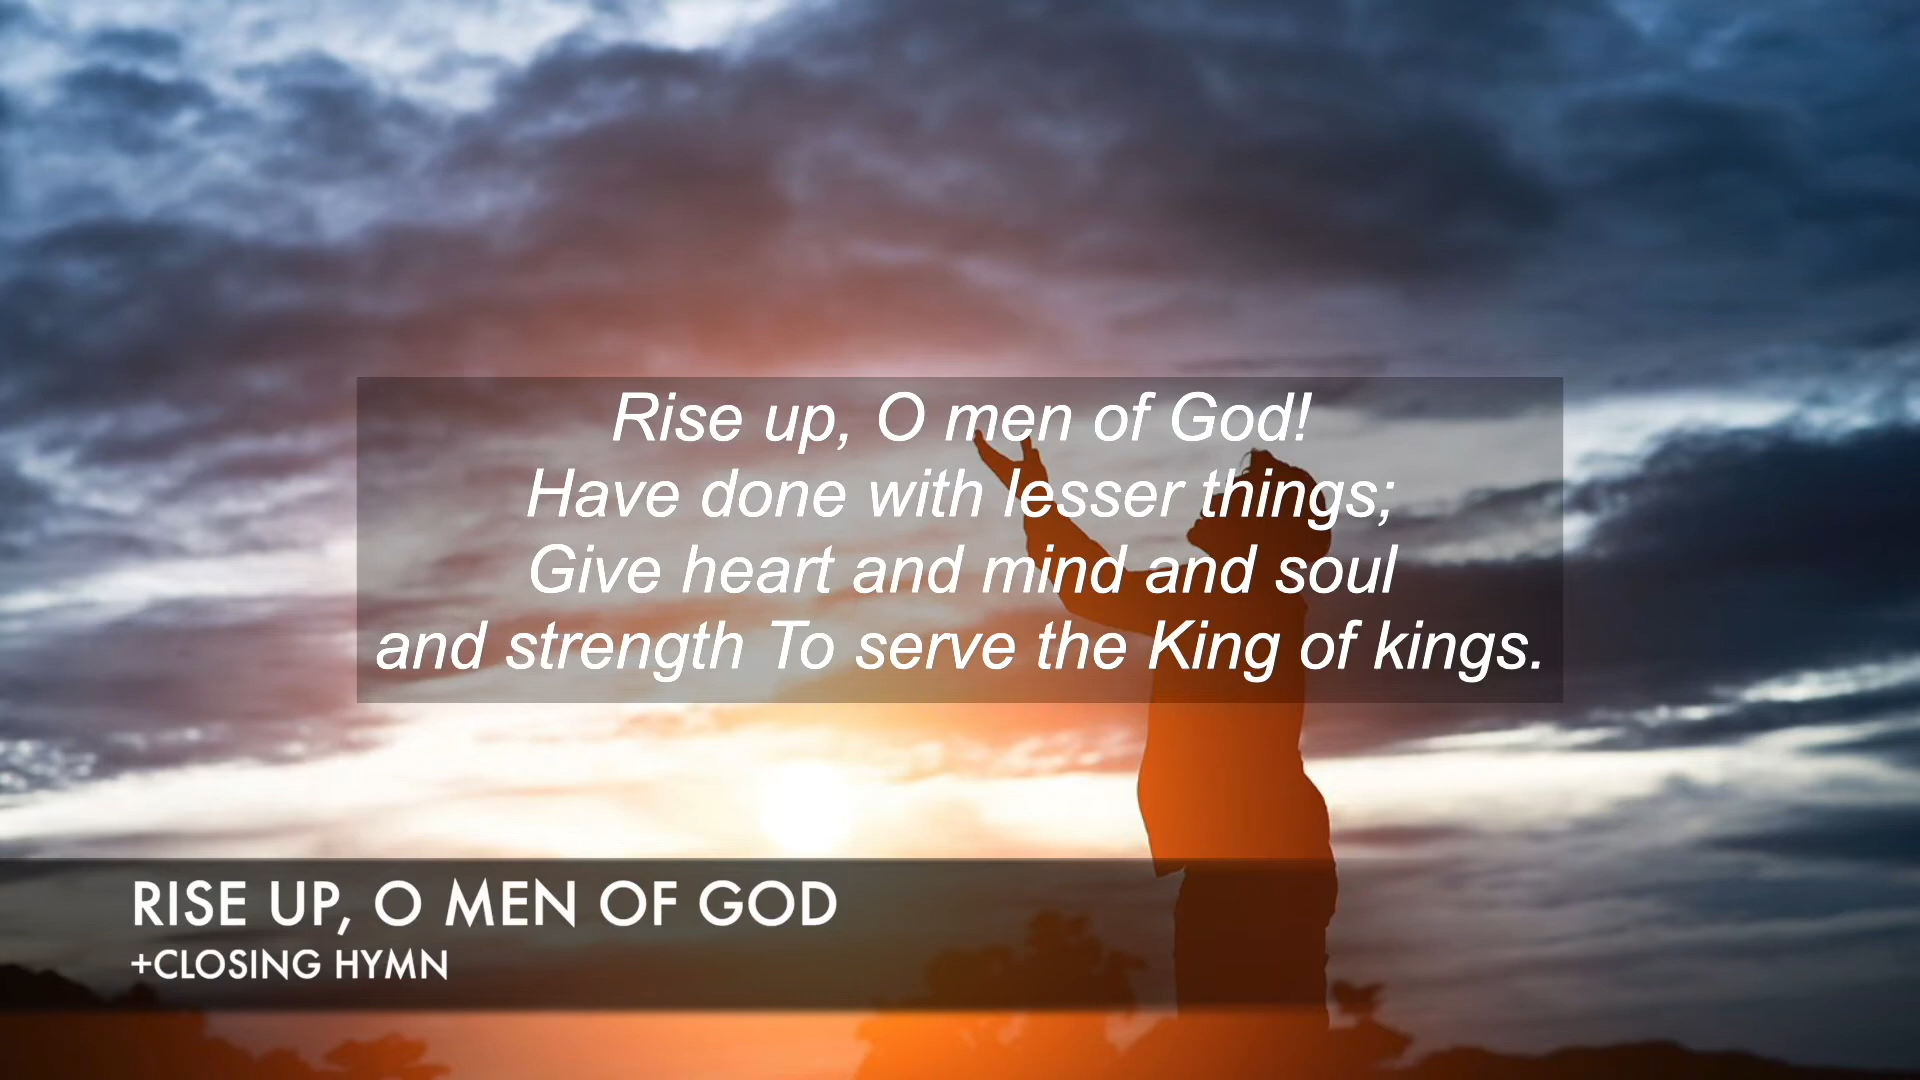 Rise up, O men of God!
Have done with lesser things;
Give heart and mind and soul
and strength To serve the King of kings.
RISE UP, O MEN OF GOD
+CLOSING HYMN